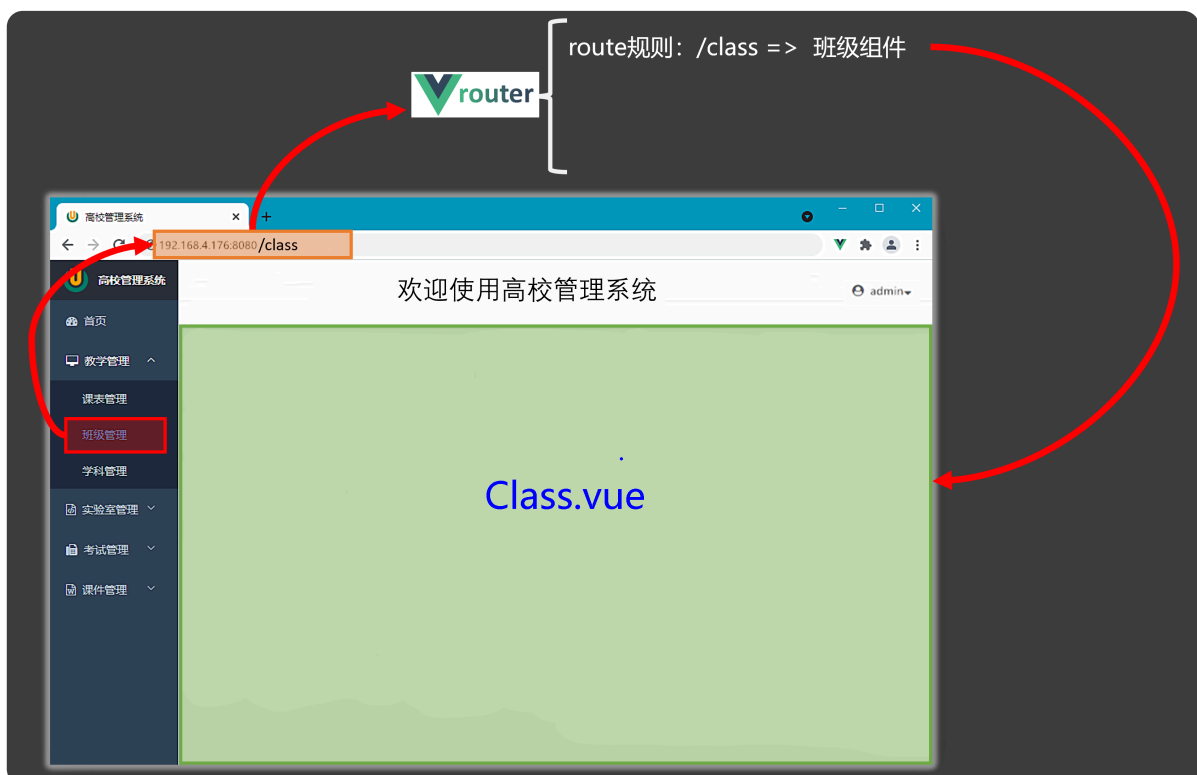 route规则：/class => 班级组件
router
高校管理系统
192.168.4.176:8080/class
高校管理系统
欢迎使用高校管理系统
admin
首页
教学管理
课表管理
班级管理
学科管理
实验室管理
考试管理
课件管理
Class.vue